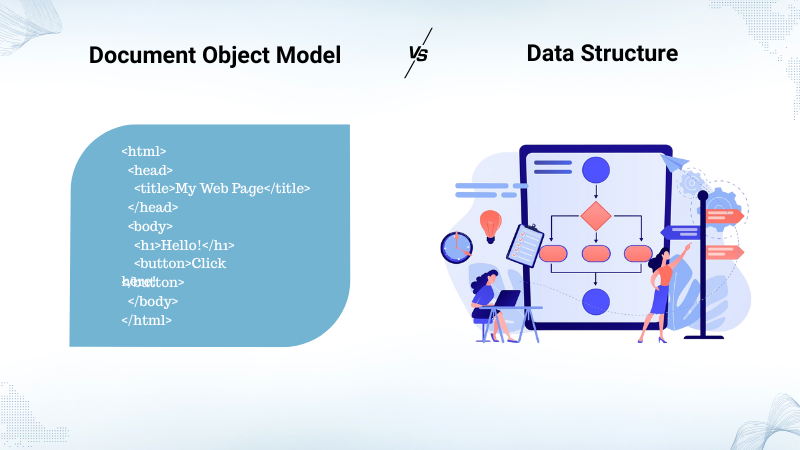 Document Object Model
VS
Data Structure
<html>
<head>
<title>My Web Page</title>
</head>
<body>
<h1>Hello!</h1>
<button>Click
here!
</button>
</body>
</html>